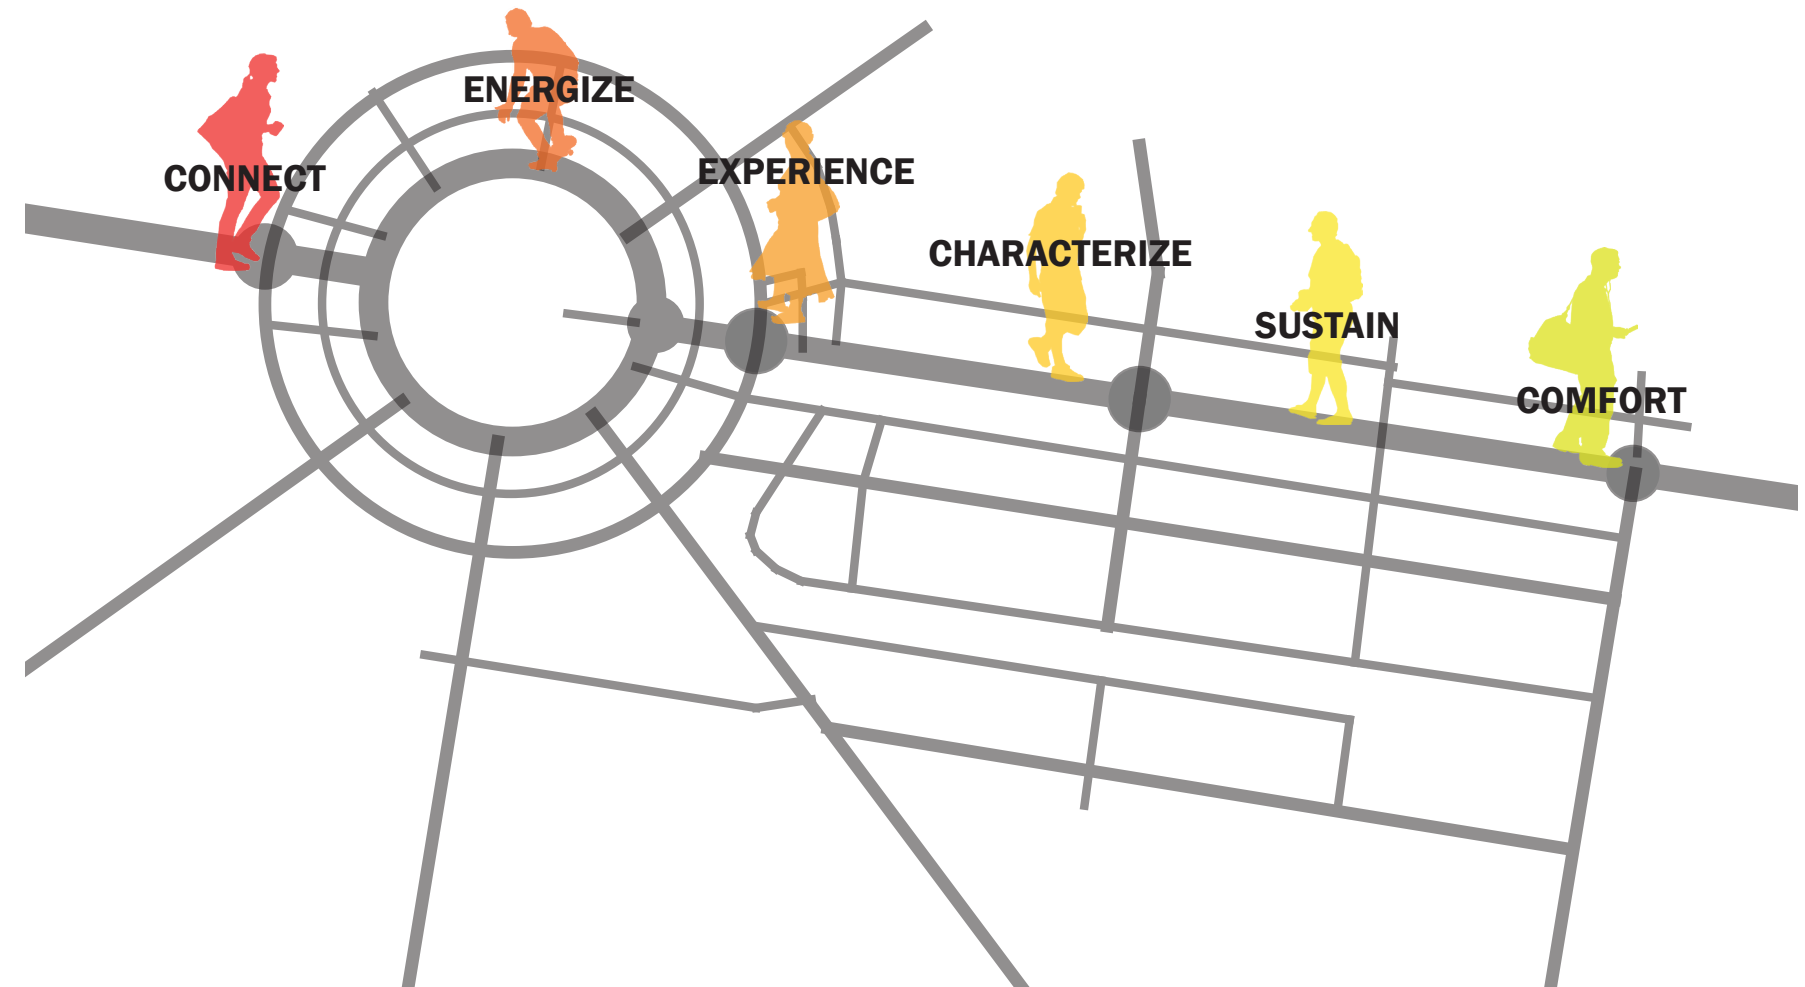 CONNECT
ENERGIZE
EXPERIENCE
CHARACTERIZE
SUSTAIN
COMFORT